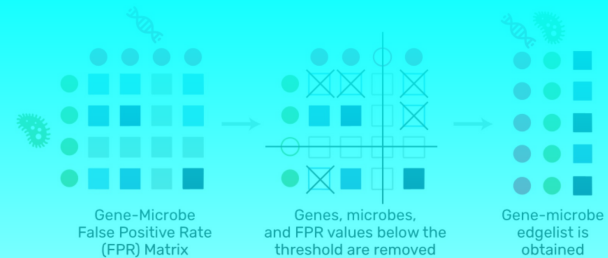 Gene-Microbe
False Positive Rate
(FPR) Matrix
Genes, microbes,
and FPR values below the
threshold are removed
Gene-microbe
edgelist is
obtained